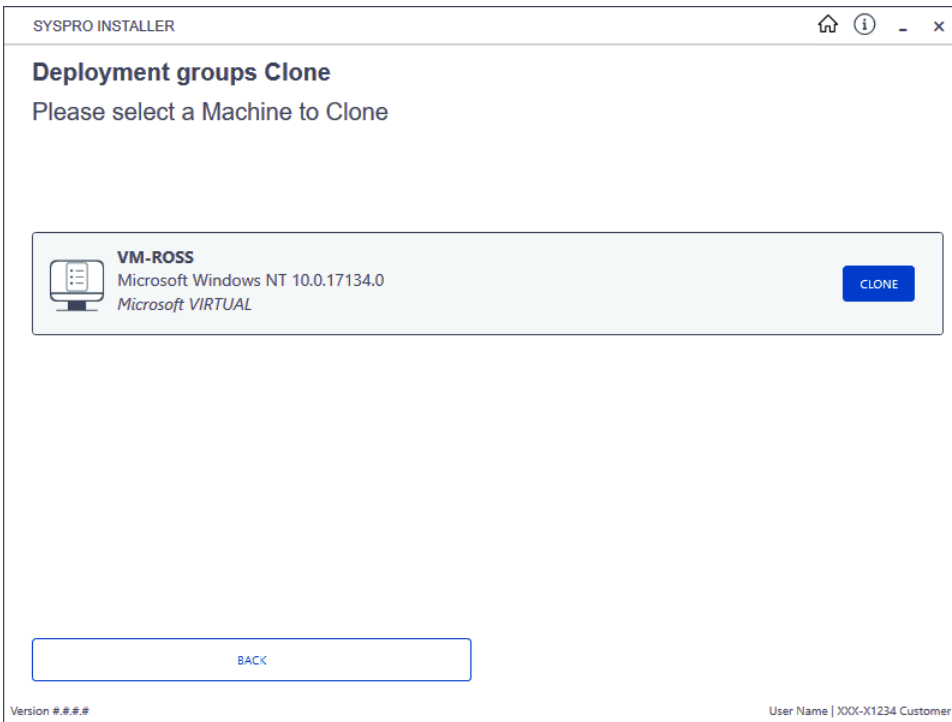 SYSPRO INSTALLER
Deployment groups Clone
Please select a Machine to Clone
VM-ROSS
Microsoft Windows NT 10.0.17134.0
Microsoft VIRTUAL
CLONE
BACK
Version #.#.#.#
User Name | XXX-X1234 Customer